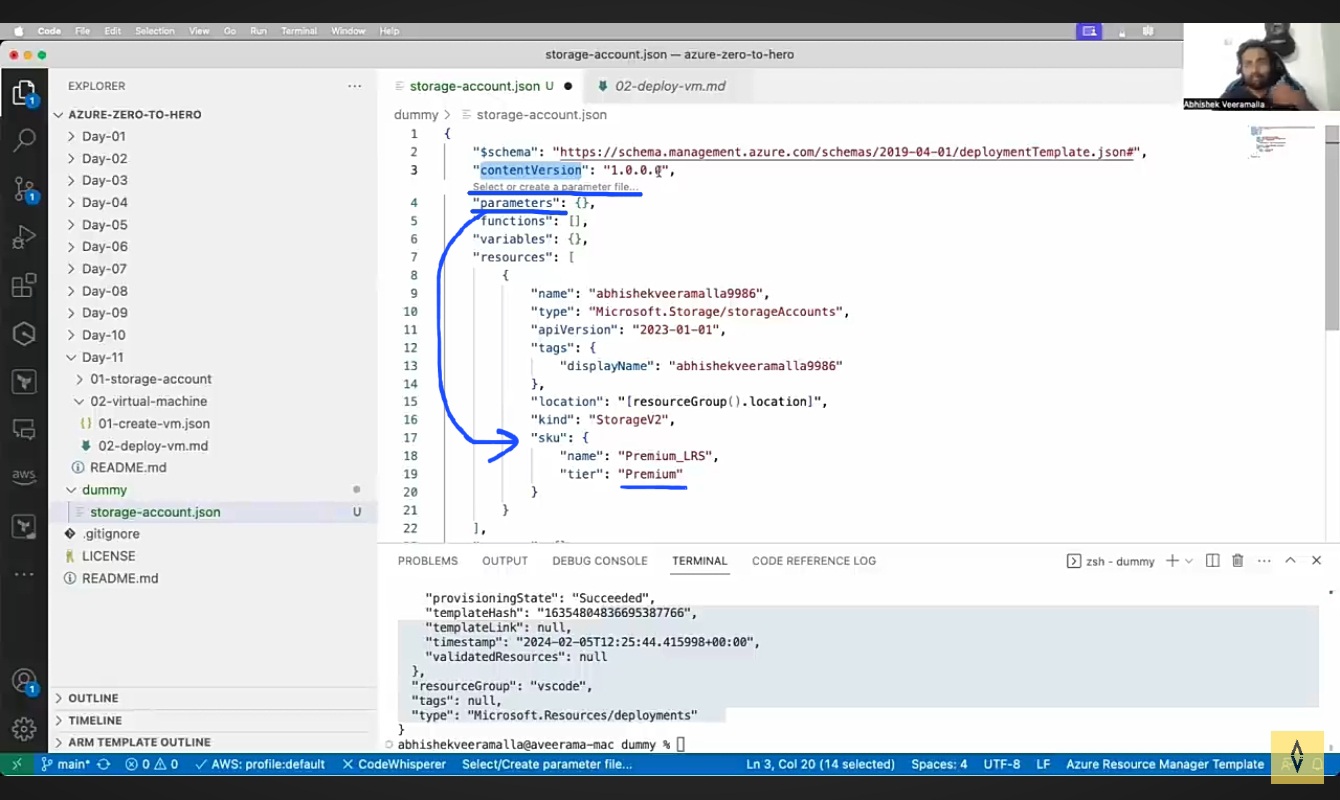 Code File Edit Selection View Go Run Terminal Window Help
storage-account.json — azure-zero-to-hero
Abhishek Veeramalla
EXPLORER
storage-account.json U
02-deploy-vm.md
AZURE-ZERO-TO-HERO
Day-01
Day-02
Day-03
Day-04
Day-05
Day-06
Day-07
Day-08
Day-09
Day-10
Day-11
01-storage-account
02-virtual-machine
01-create-vm.json
02-deploy-vm.md
README.md
dummy
storage-account.json U
.gitignore
LICENSE
README.md
OUTLINE
TIMELINE
ARM TEMPLATE OUTLINE
aws
1
1
1
dummy > storage-account.json
1 {
2 "$schema": "https://schema.management.azure.com/schemas/2019-04-01/deploymentTemplate.json#",
3 "contentVersion": "1.0.0.0",
Select or create a parameter file...
4 "parameters": {},
5 "functions": [],
6 "variables": {},
7 "resources": [
8 {
9 "name": "abhishekveeramalla9986",
10 "type": "Microsoft.Storage/storageAccounts",
11 "apiVersion": "2023-01-01",
12 "tags": {
13 "displayName": "abhishekveeramalla9986"
14 },
15 "location": "[resourceGroup().location]",
16 "kind": "StorageV2",
17 "sku": {
18 "name": "Premium_LRS",
19 "tier": "Premium"
20 }
21 }
22 ],
PROBLEMS OUTPUT DEBUG CONSOLE TERMINAL CODE REFERENCE LOG
zsh - dummy
"provisioningState": "Succeeded",
"templateHash": "16354804836695387766",
"templateLink": null,
"timestamp": "2024-02-05T12:25:44.415998+00:00",
"validatedResources": null
},
"resourceGroup": "vscode",
"tags": null,
"type": "Microsoft.Resources/deployments"
}
abhishekveeramalla@aveerama-mac dummy %
main* 0 0 AWS: profile:default CodeWhisperer Select/Create parameter file... Ln 3, Col 20 (14 selected) Spaces: 4 UTF-8 LF Azure Resource Manager Template